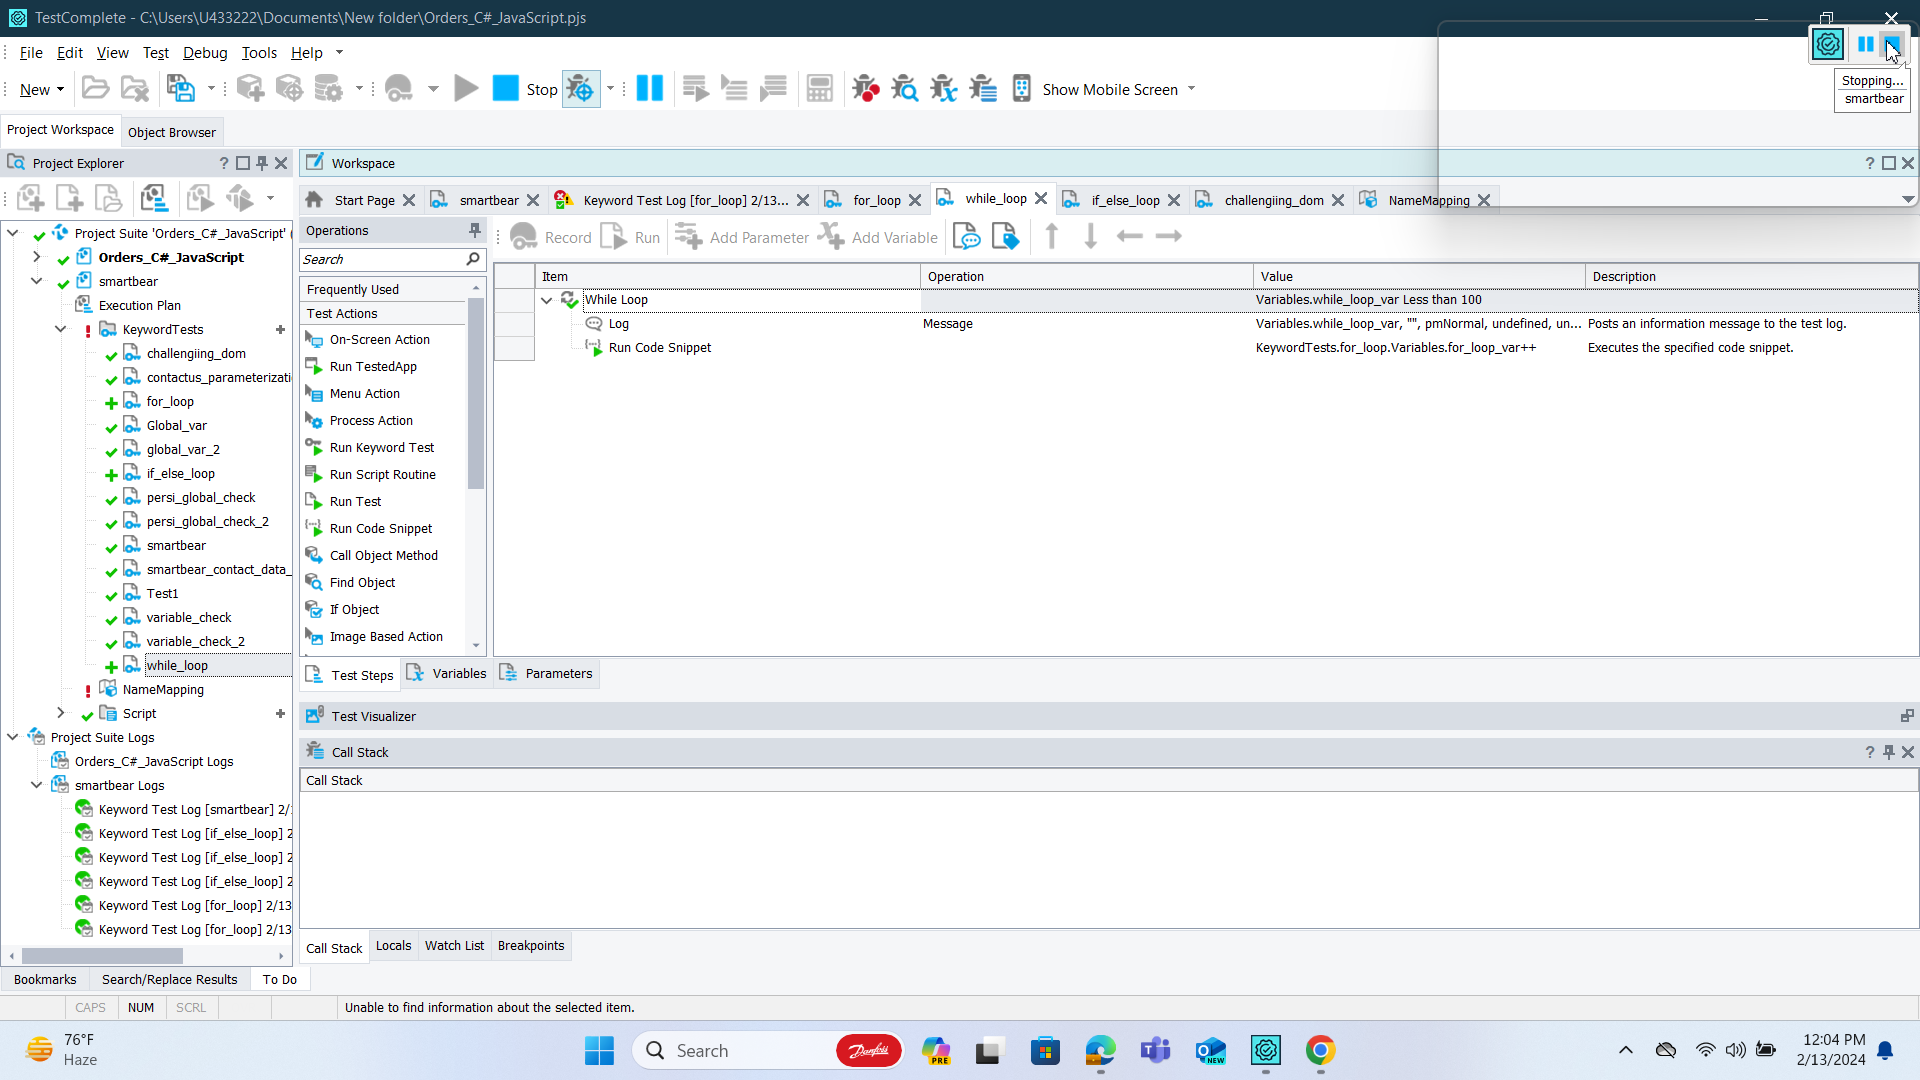 TestComplete - C:\Users\U433222\Documents\New folder\Orders_C#_JavaScript.pjs
File Edit View Test Debug Tools Help
Stopping...
smartbear
New Stop Show Mobile Screen
Project Workspace Object Browser
Project Explorer
Workspace
Start Page smartbear Keyword Test Log [for_loop] 2/13... for_loop while_loop if_else_loop challengiing_dom NameMapping
Project Suite 'Orders_C#_JavaScript' (
Orders_C#_JavaScript
smartbear
Execution Plan
KeywordTests
challengiing_dom
contactus_parameterizati
for_loop
Global_var
global_var_2
if_else_loop
persi_global_check
persi_global_check_2
smartbear
smartbear_contact_data_
Test1
variable_check
variable_check_2
while_loop
NameMapping
Script
Project Suite Logs
Orders_C#_JavaScript Logs
smartbear Logs
Keyword Test Log [smartbear] 2/
Keyword Test Log [if_else_loop] 2
Keyword Test Log [if_else_loop] 2
Keyword Test Log [if_else_loop] 2
Keyword Test Log [for_loop] 2/13
Keyword Test Log [for_loop] 2/13
Operations
Search
Frequently Used
Test Actions
On-Screen Action
Run TestedApp
Menu Action
Process Action
Run Keyword Test
Run Script Routine
Run Test
Run Code Snippet
Call Object Method
Find Object
If Object
Image Based Action
Record Run Add Parameter Add Variable
Item Operation Value Description
While Loop Variables.while_loop_var Less than 100
Log Message Variables.while_loop_var, "", pmNormal, undefined, un... Posts an information message to the test log.
Run Code Snippet KeywordTests.for_loop.Variables.for_loop_var++ Executes the specified code snippet.
Test Steps Variables Parameters
Test Visualizer
Call Stack
Call Stack
Call Stack Locals Watch List Breakpoints
Bookmarks Search/Replace Results To Do
CAPS NUM SCRL Unable to find information about the selected item.
76°F
Haze
Search
Danfoss
PRE
NEW
12:04 PM
2/13/2024